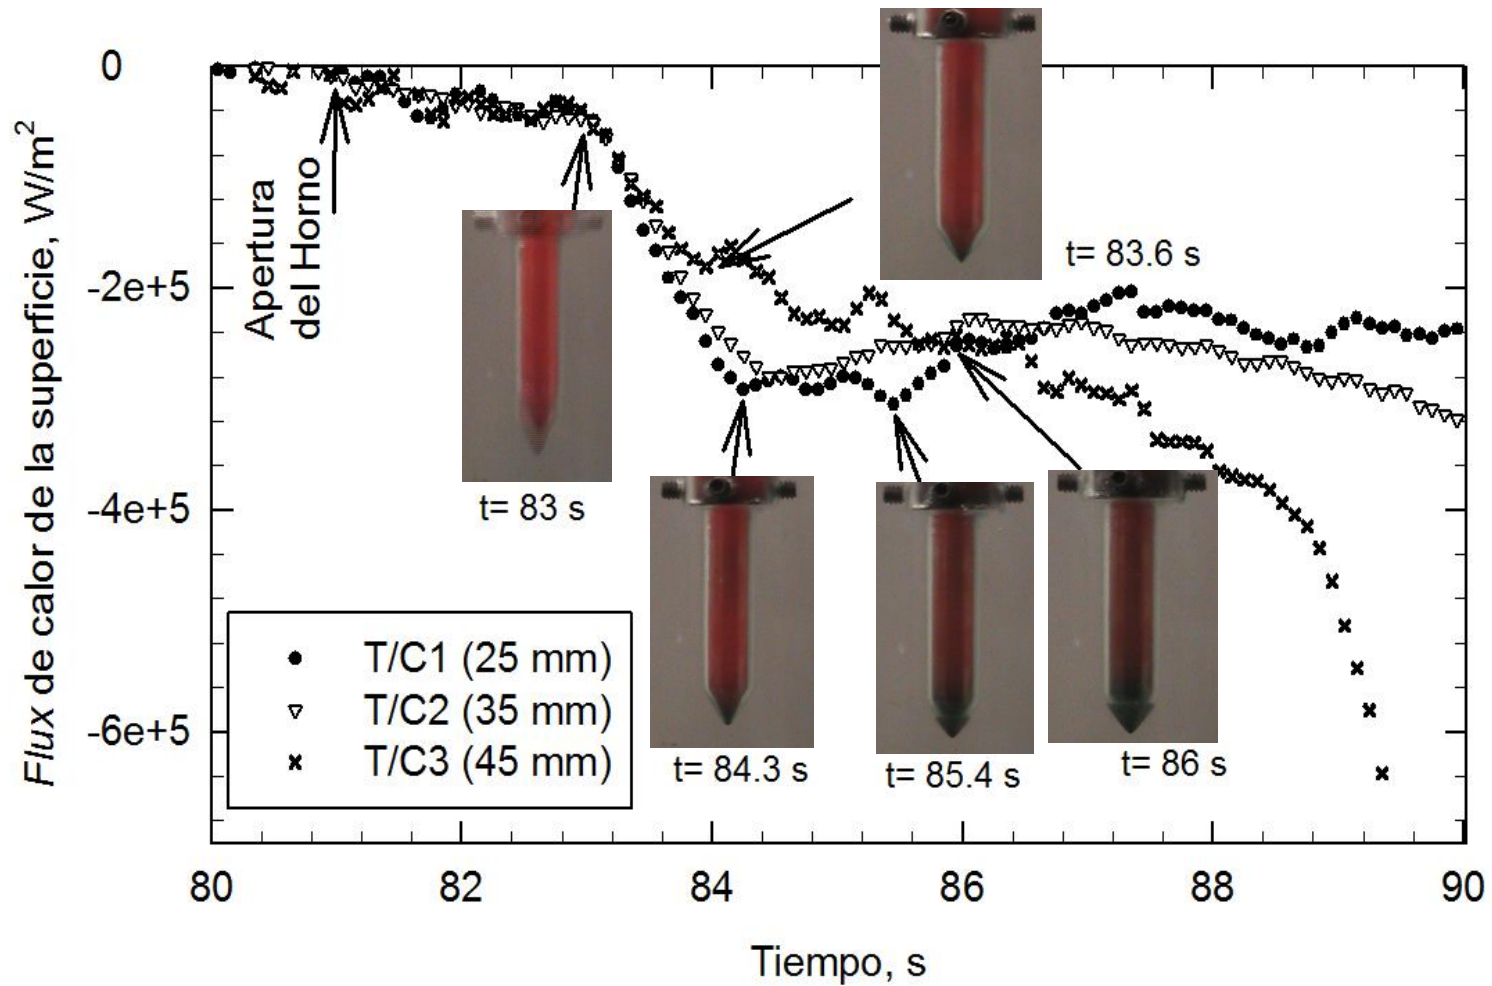 0
-2e+5
-4e+5
-6e+5
Flux de calor de la superficie, W/m²
Apertura
del Horno
t= 83.6 s
t= 83 s
t= 84.3 s
t= 85.4 s
t= 86 s
T/C1 (25 mm)
T/C2 (35 mm)
T/C3 (45 mm)
80 82 84 86 88 90
Tiempo, s